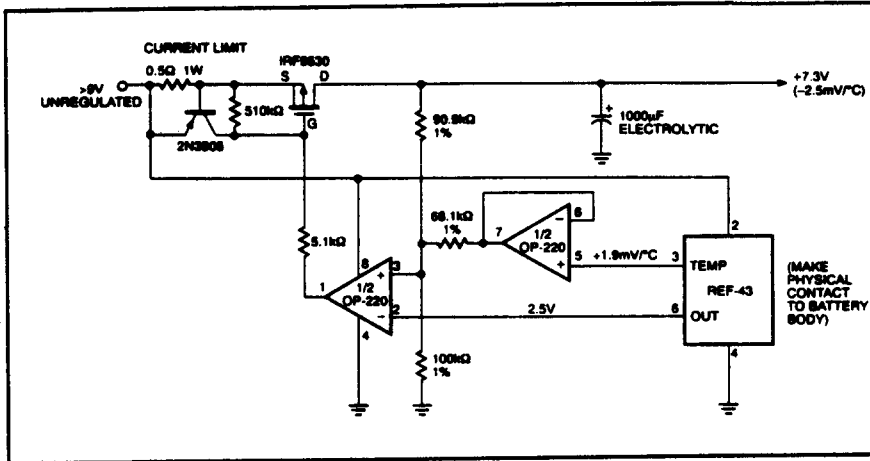 CURRENT LIMIT
0.5Ω 1W
>9V
UNREGULATED
S
D
G
510kΩ
+7.3V
(–2.5mV/°C)
90.9kΩ
1%
+
1000μF
ELECTROLYTIC
68.1kΩ
1%
7
1/2
OP-220
–
6
+
5
+1.9mV/°C
2
3
TEMP
REF-43
6
OUT
4
(MAKE
PHYSICAL
CONTACT
TO BATTERY
BODY)
5.1kΩ
1
8
1/2
OP-220
+
3
–
2
4
2.5V
100kΩ
1%